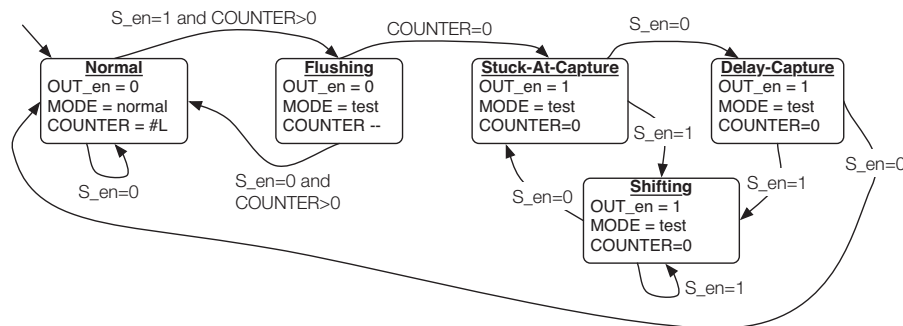 S_en=1 and COUNTER>0
COUNTER=0
S_en=0
Normal
OUT_en = 0
MODE = normal
COUNTER = #L
Flushing
OUT_en = 0
MODE = test
COUNTER --
Stuck-At-Capture
OUT_en = 1
MODE = test
COUNTER=0
Delay-Capture
OUT_en = 1
MODE = test
COUNTER=0
S_en=0
S_en=0 and
COUNTER>0
S_en=1
S_en=0
S_en=1
S_en=0
Shifting
OUT_en = 1
MODE = test
COUNTER=0
S_en=1